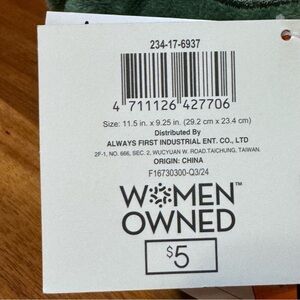 234-17-6937
4 711126 427706
Size: 11.5 in. x 9.25 in. (29.2 cm x 23.4 cm)
Distributed By
ALWAYS FIRST INDUSTRIAL ENT. CO., LTD
2F-1, NO. 666, SEC. 2, WUCYUAN W. ROAD.TAICHUNG, TAIWAN.
ORIGIN: CHINA
F16730300-Q3/24
WOMEN™
OWNED
$5